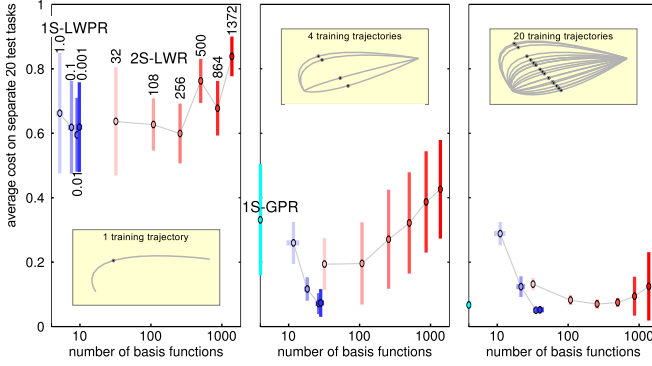 average cost on separate 20 test tasks
1
0.8
0.6
0.4
0.2
0
1S-LWPR
1.0
0.1
0.01
0.001
2S-LWR
32
108
256
500
864
1372
1 training trajectory
10
100
1000
number of basis functions
4 training trajectories
1S-GPR
10
100
1000
number of basis functions
20 training trajectories
10
100
1000
number of basis functions